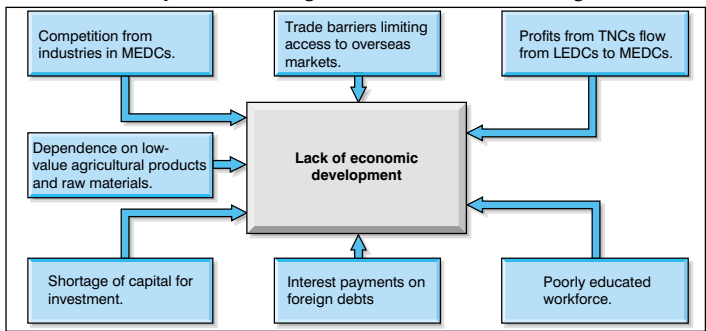 Competition from
industries in MEDCs.
Trade barriers limiting
access to overseas
markets.
Profits from TNCs flow
from LEDCs to MEDCs.
Dependence on low-
value agricultural products
and raw materials.
Lack of economic
development
Shortage of capital for
investment.
Interest payments on
foreign debts
Poorly educated
workforce.